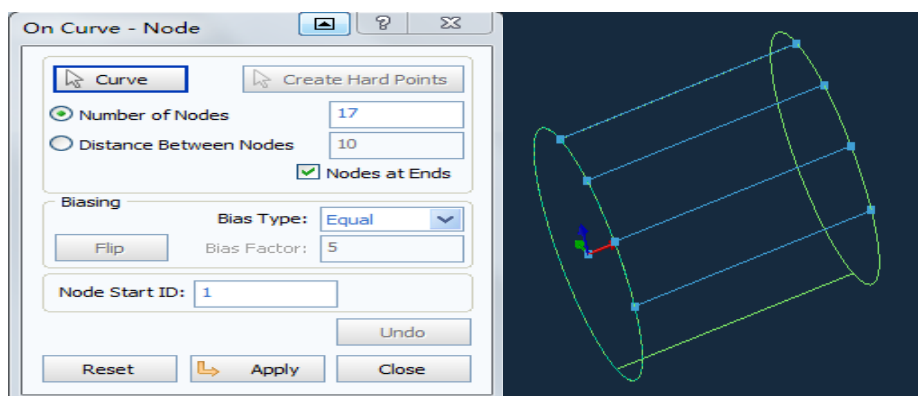 On Curve - Node
Curve
Create Hard Points
Number of Nodes 17
Distance Between Nodes 10
Nodes at Ends
Biasing
Bias Type: Equal
Flip Bias Factor: 5
Node Start ID: 1
Undo
Reset Apply Close